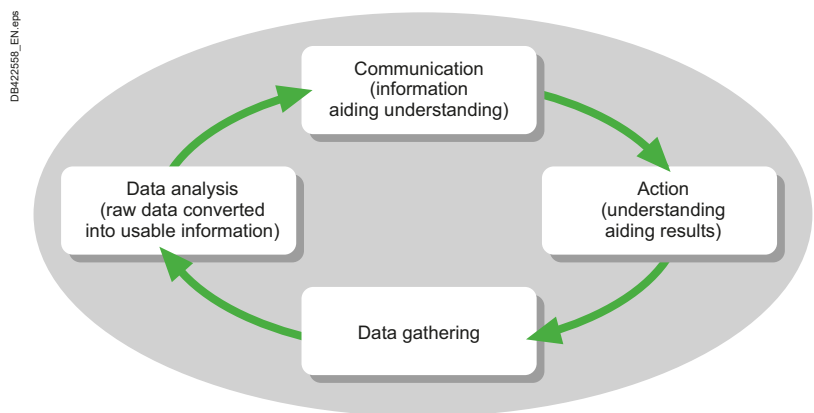 DB422558_EN.eps
Communication
(information
aiding understanding)
Data analysis
(raw data converted
into usable information)
Action
(understanding
aiding results)
Data gathering